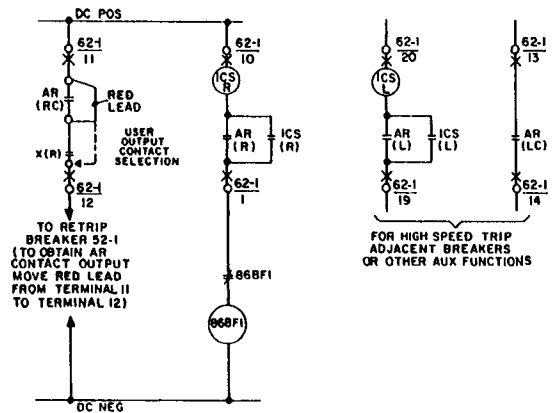 DC POS
62-1
11
AR
(RC)
RED
LEAD
USER
OUTPUT
CONTACT
SELECTION
X(R)
62-1
12
TO RETRIP
BREAKER 52-1
(TO OBTAIN AR
CONTACT OUTPUT
MOVE RED LEAD
FROM TERMINAL 11
TO TERMINAL 12)
62-1
10
ICS
R
AR
(R)
ICS
(R)
62-1
1
86BF1
86BF1
DC NEG
62-1
20
ICS
L
AR
(L)
ICS
(L)
62-1
19
62-1
13
AR
(LC)
62-1
14
FOR HIGH SPEED TRIP
ADJACENT BREAKERS
OR OTHER AUX FUNCTIONS